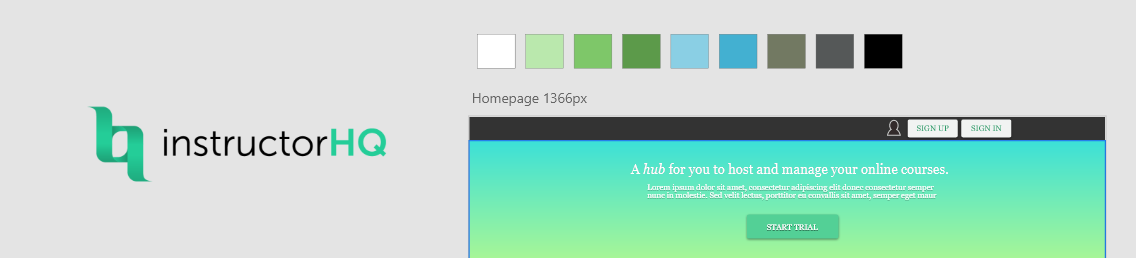 instructorHQ
Homepage 1366px
SIGN UP
SIGN IN
A hub for you to host and manage your online courses.
Lorem ipsum dolor sit amet, consectetur adipiscing elit donec consectetur semper
nunc in molestie. Sed velit lectus, porttitor eu convallis sit amet, semper eget maur
START TRIAL